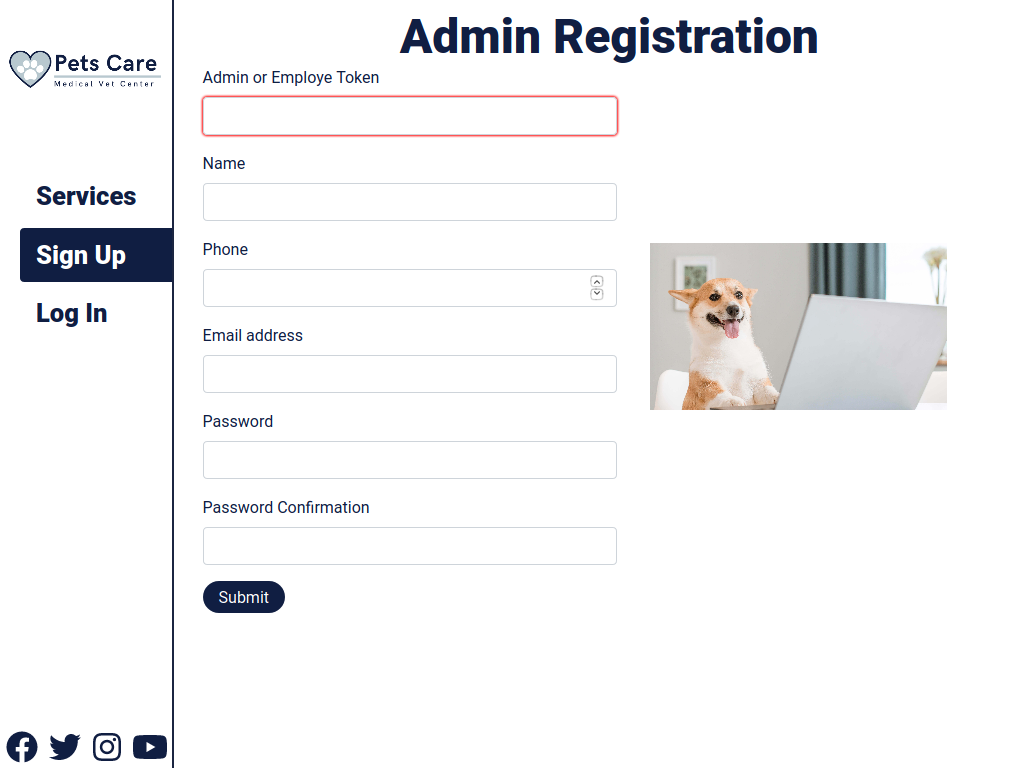 Pets Care
Medical Vet Center
Services
Sign Up
Log In
Admin Registration
Admin or Employe Token
Name
Phone
Email address
Password
Password Confirmation
Submit